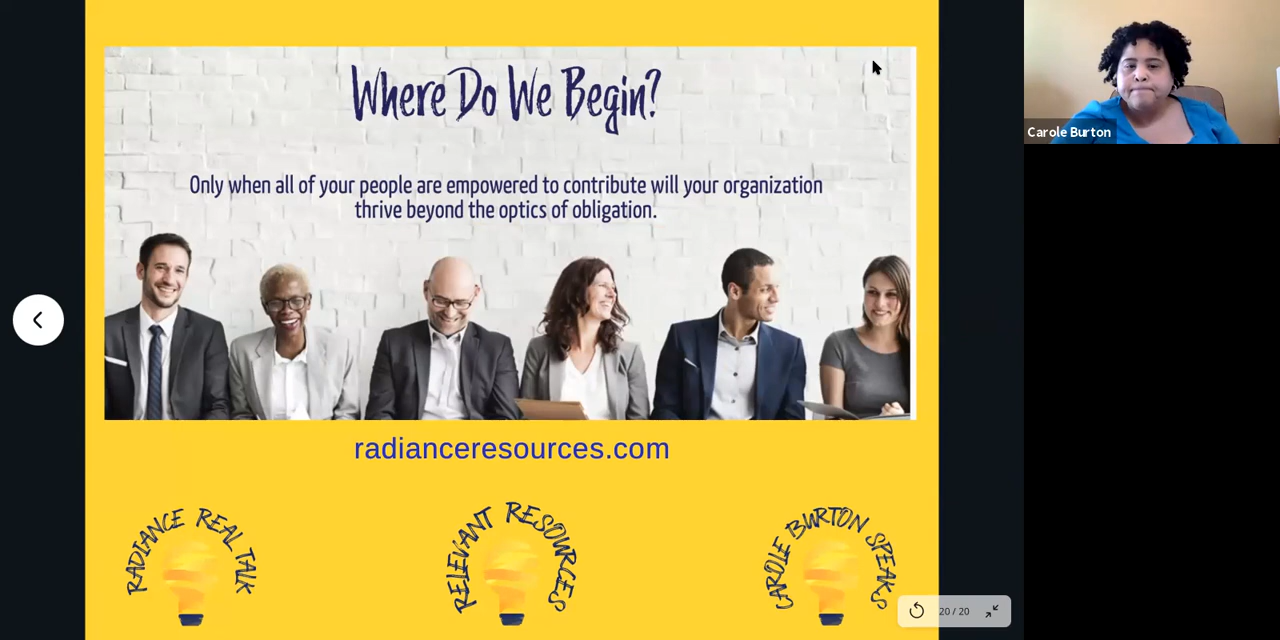 Where Do We Begin?
Only when all of your people are empowered to contribute will your organization
thrive beyond the optics of obligation.
radianceresources.com
RADIANCE REAL TALK
RELEVANT RESOURCES
CAROLE BURTON SPEAKS
20 / 20
Carole Burton